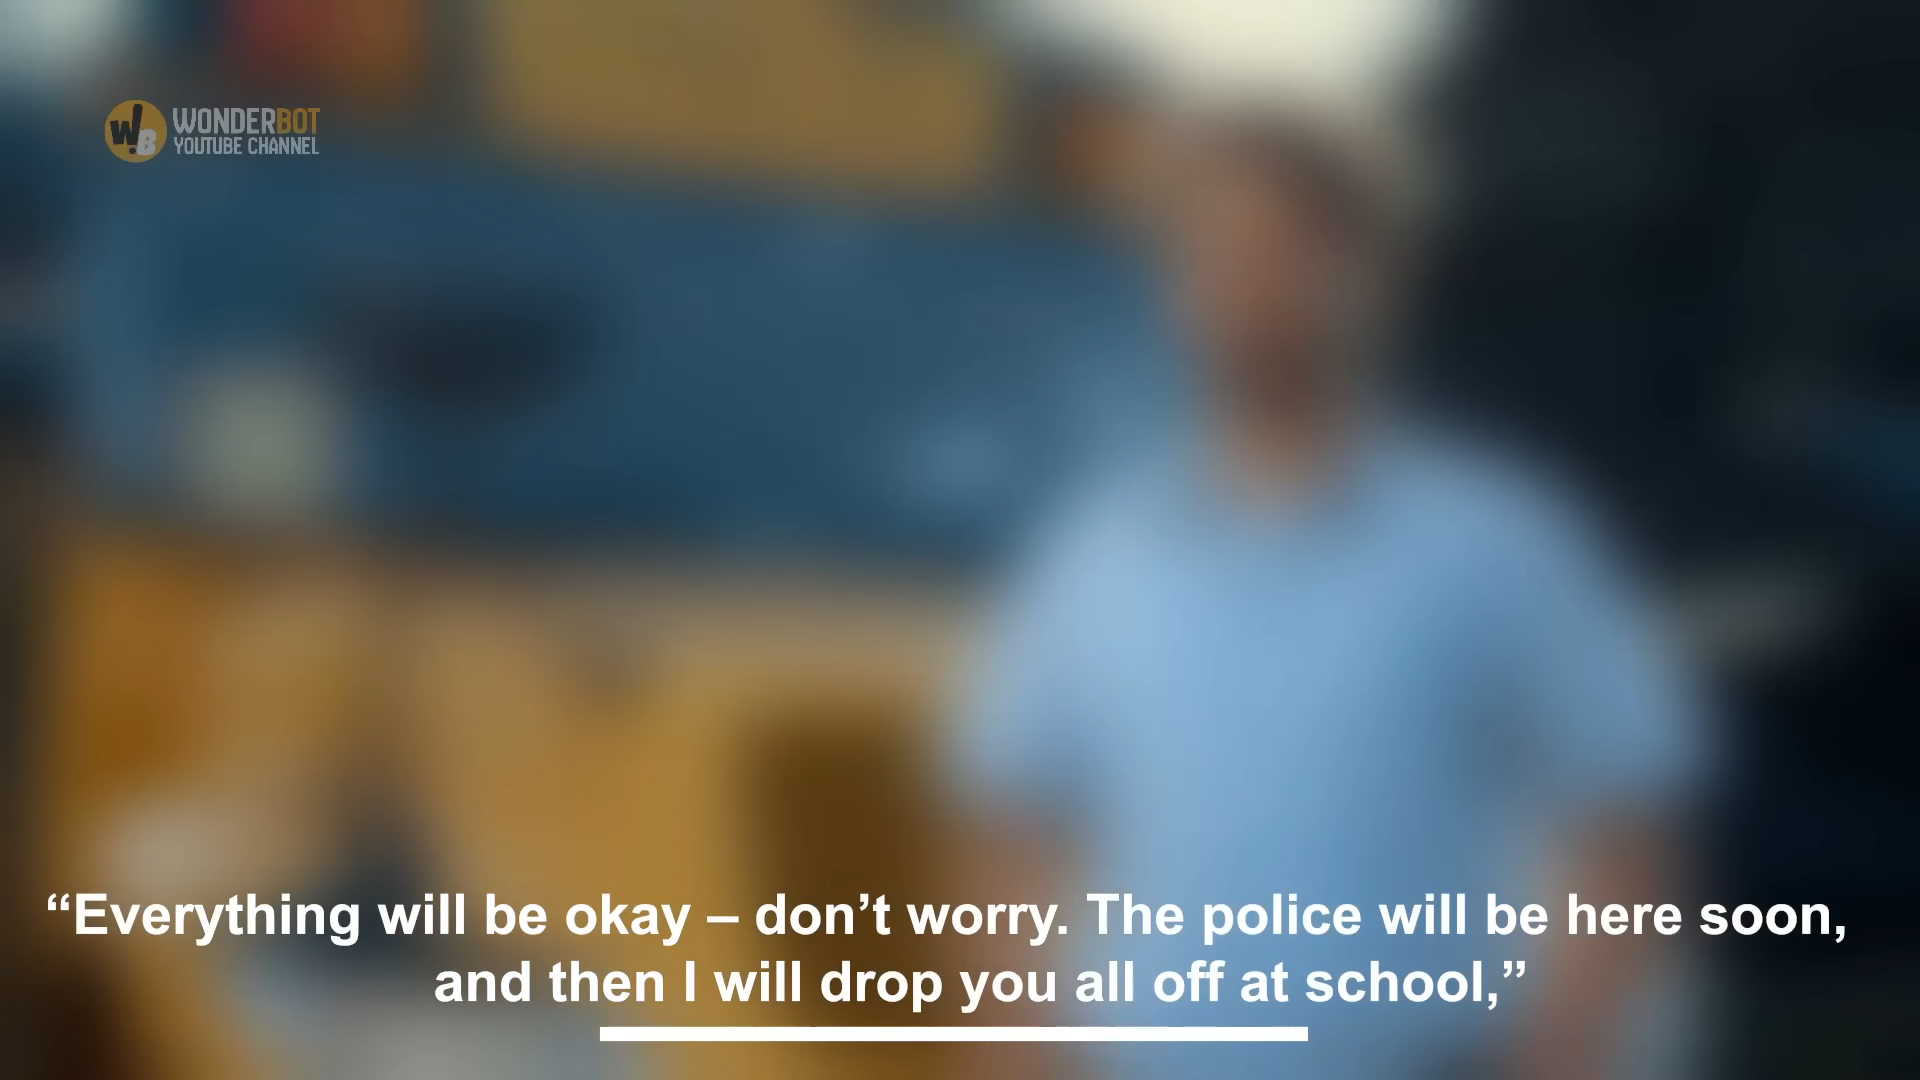 W!B
WONDERBOT
YOUTUBE CHANNEL
“Everything will be okay – don’t worry. The police will be here soon,
and then I will drop you all off at school,”